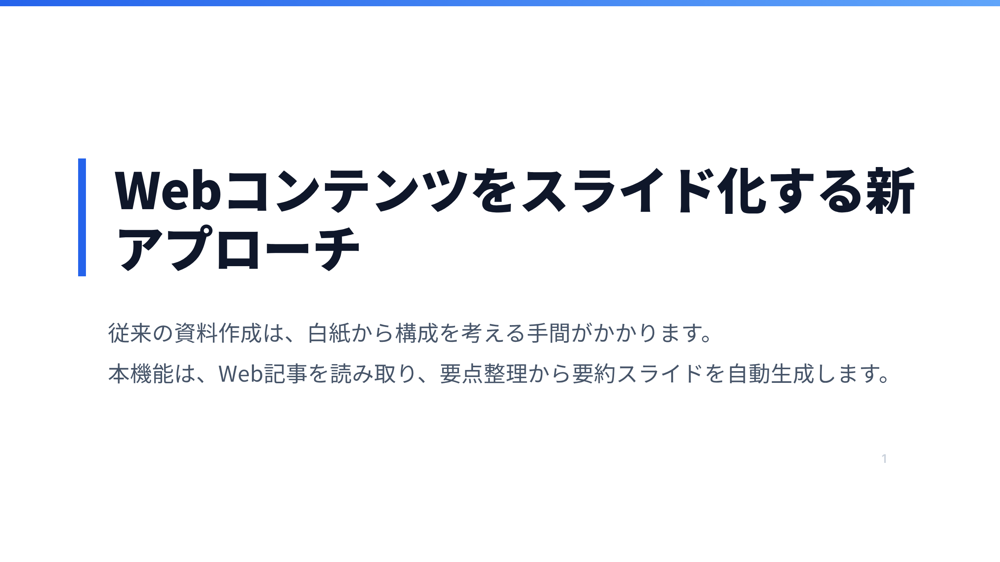 Webコンテンツをスライド化する新
アプローチ
従来の資料作成は、白紙から構成を考える手間がかかります。
本機能は、Web記事を読み取り、要点整理から要約スライドを自動生成します。
1